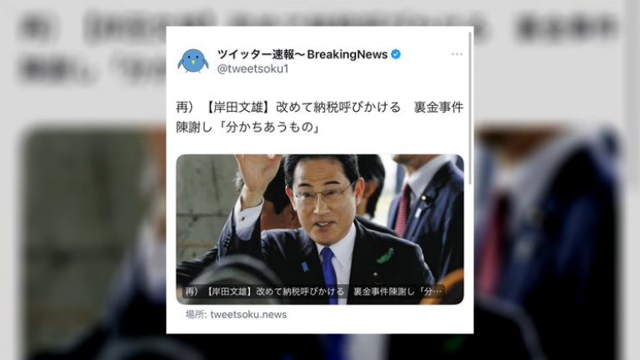 ツイッター速報〜BreakingNews
@tweetsoku1
再）【岸田文雄】改めて納税呼びかける　裏金事件
陳謝し「分かちあうもの」
再）【岸田文雄】改めて納税呼びかける　裏金事件陳謝し「分…
場所: tweetsoku.news